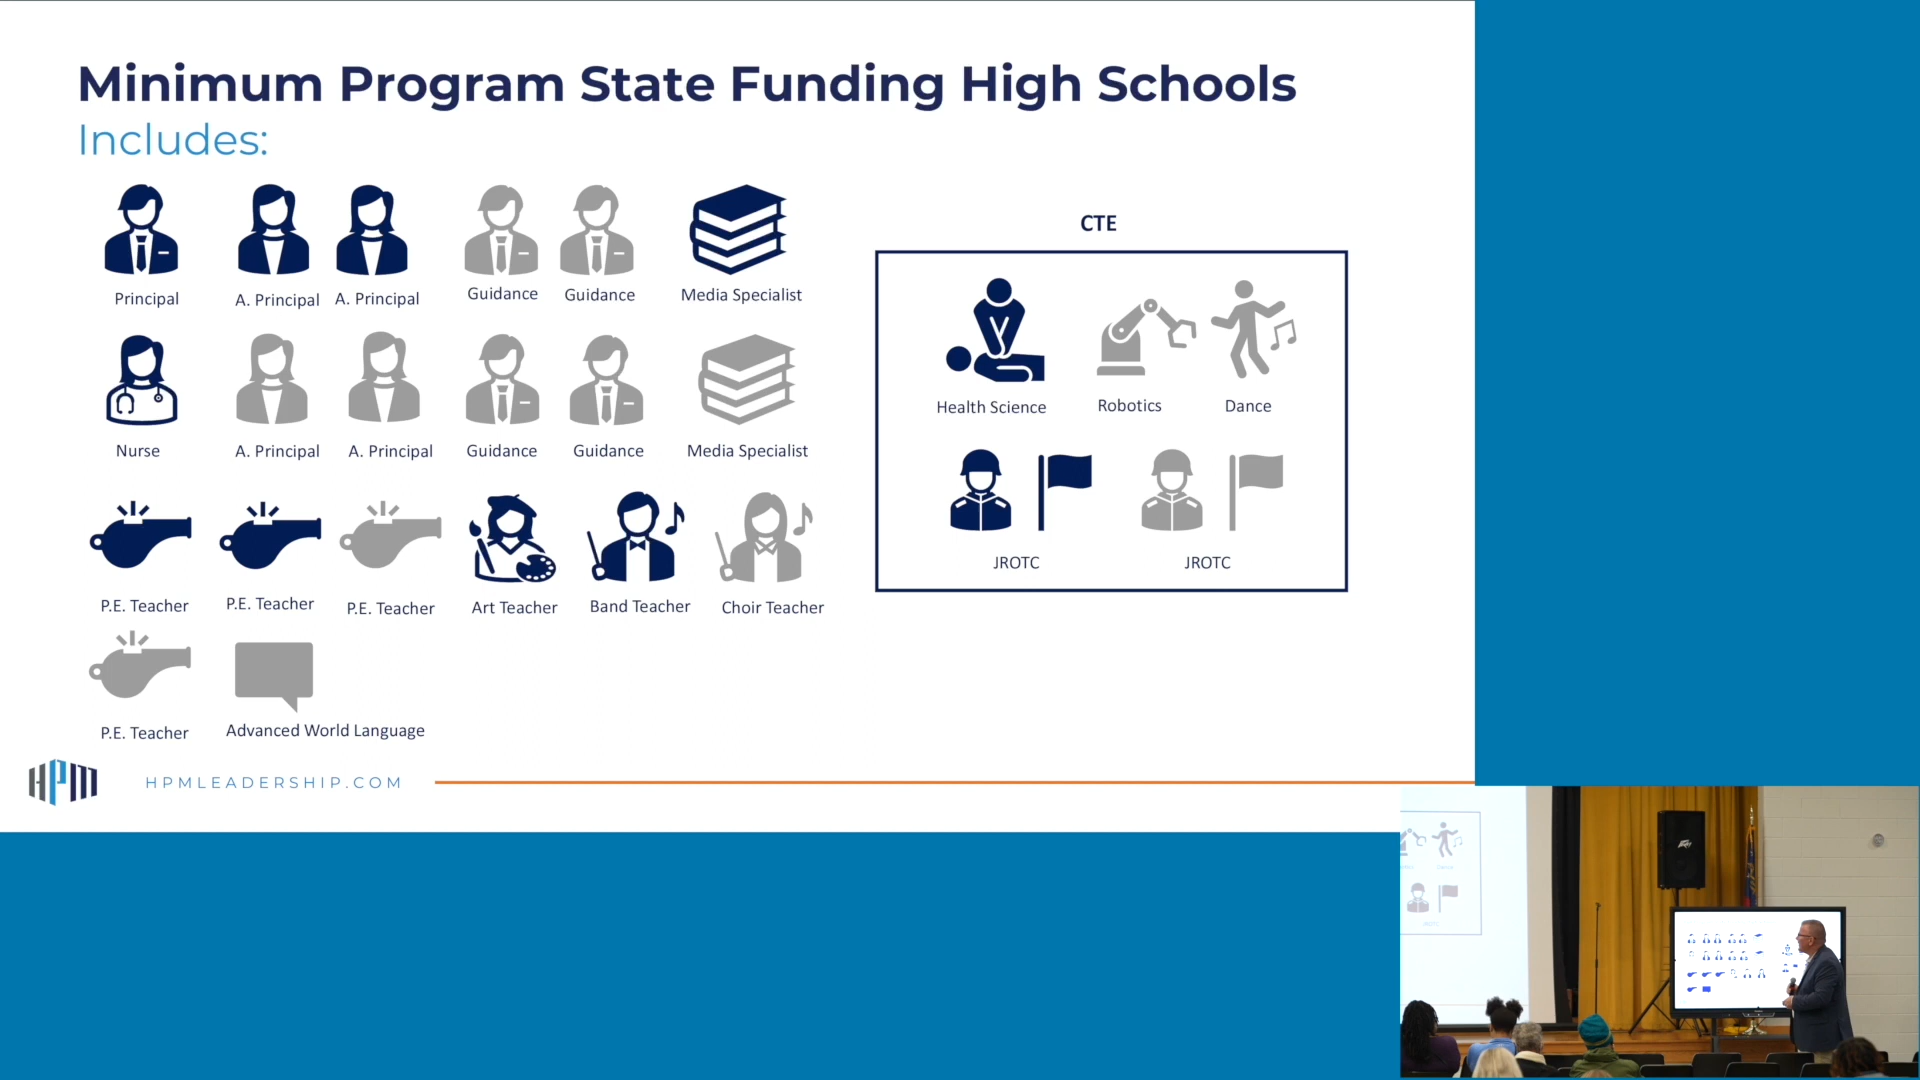 Minimum Program State Funding High Schools
Includes:
Principal
A. Principal
A. Principal
Guidance
Guidance
Media Specialist
Nurse
A. Principal
A. Principal
Guidance
Guidance
Media Specialist
P.E. Teacher
P.E. Teacher
P.E. Teacher
Art Teacher
Band Teacher
Choir Teacher
P.E. Teacher
Advanced World Language
CTE
Health Science
Robotics
Dance
JROTC
JROTC
HPM
HPMLEADERSHIP.COM